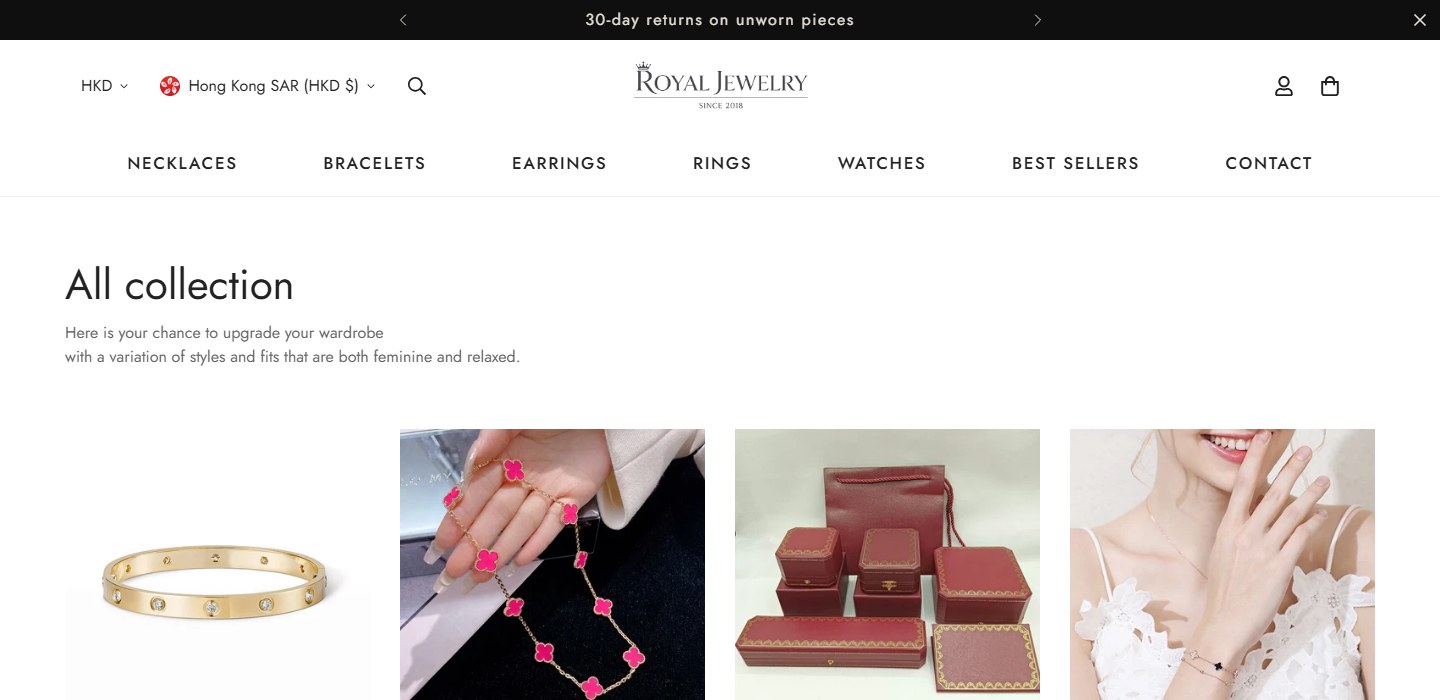 30-day returns on unworn pieces
HKD
Hong Kong SAR (HKD $)
ROYAL JEWELRY
SINCE 2018
NECKLACES
BRACELETS
EARRINGS
RINGS
WATCHES
BEST SELLERS
CONTACT
All collection
Here is your chance to upgrade your wardrobe
with a variation of styles and fits that are both feminine and relaxed.